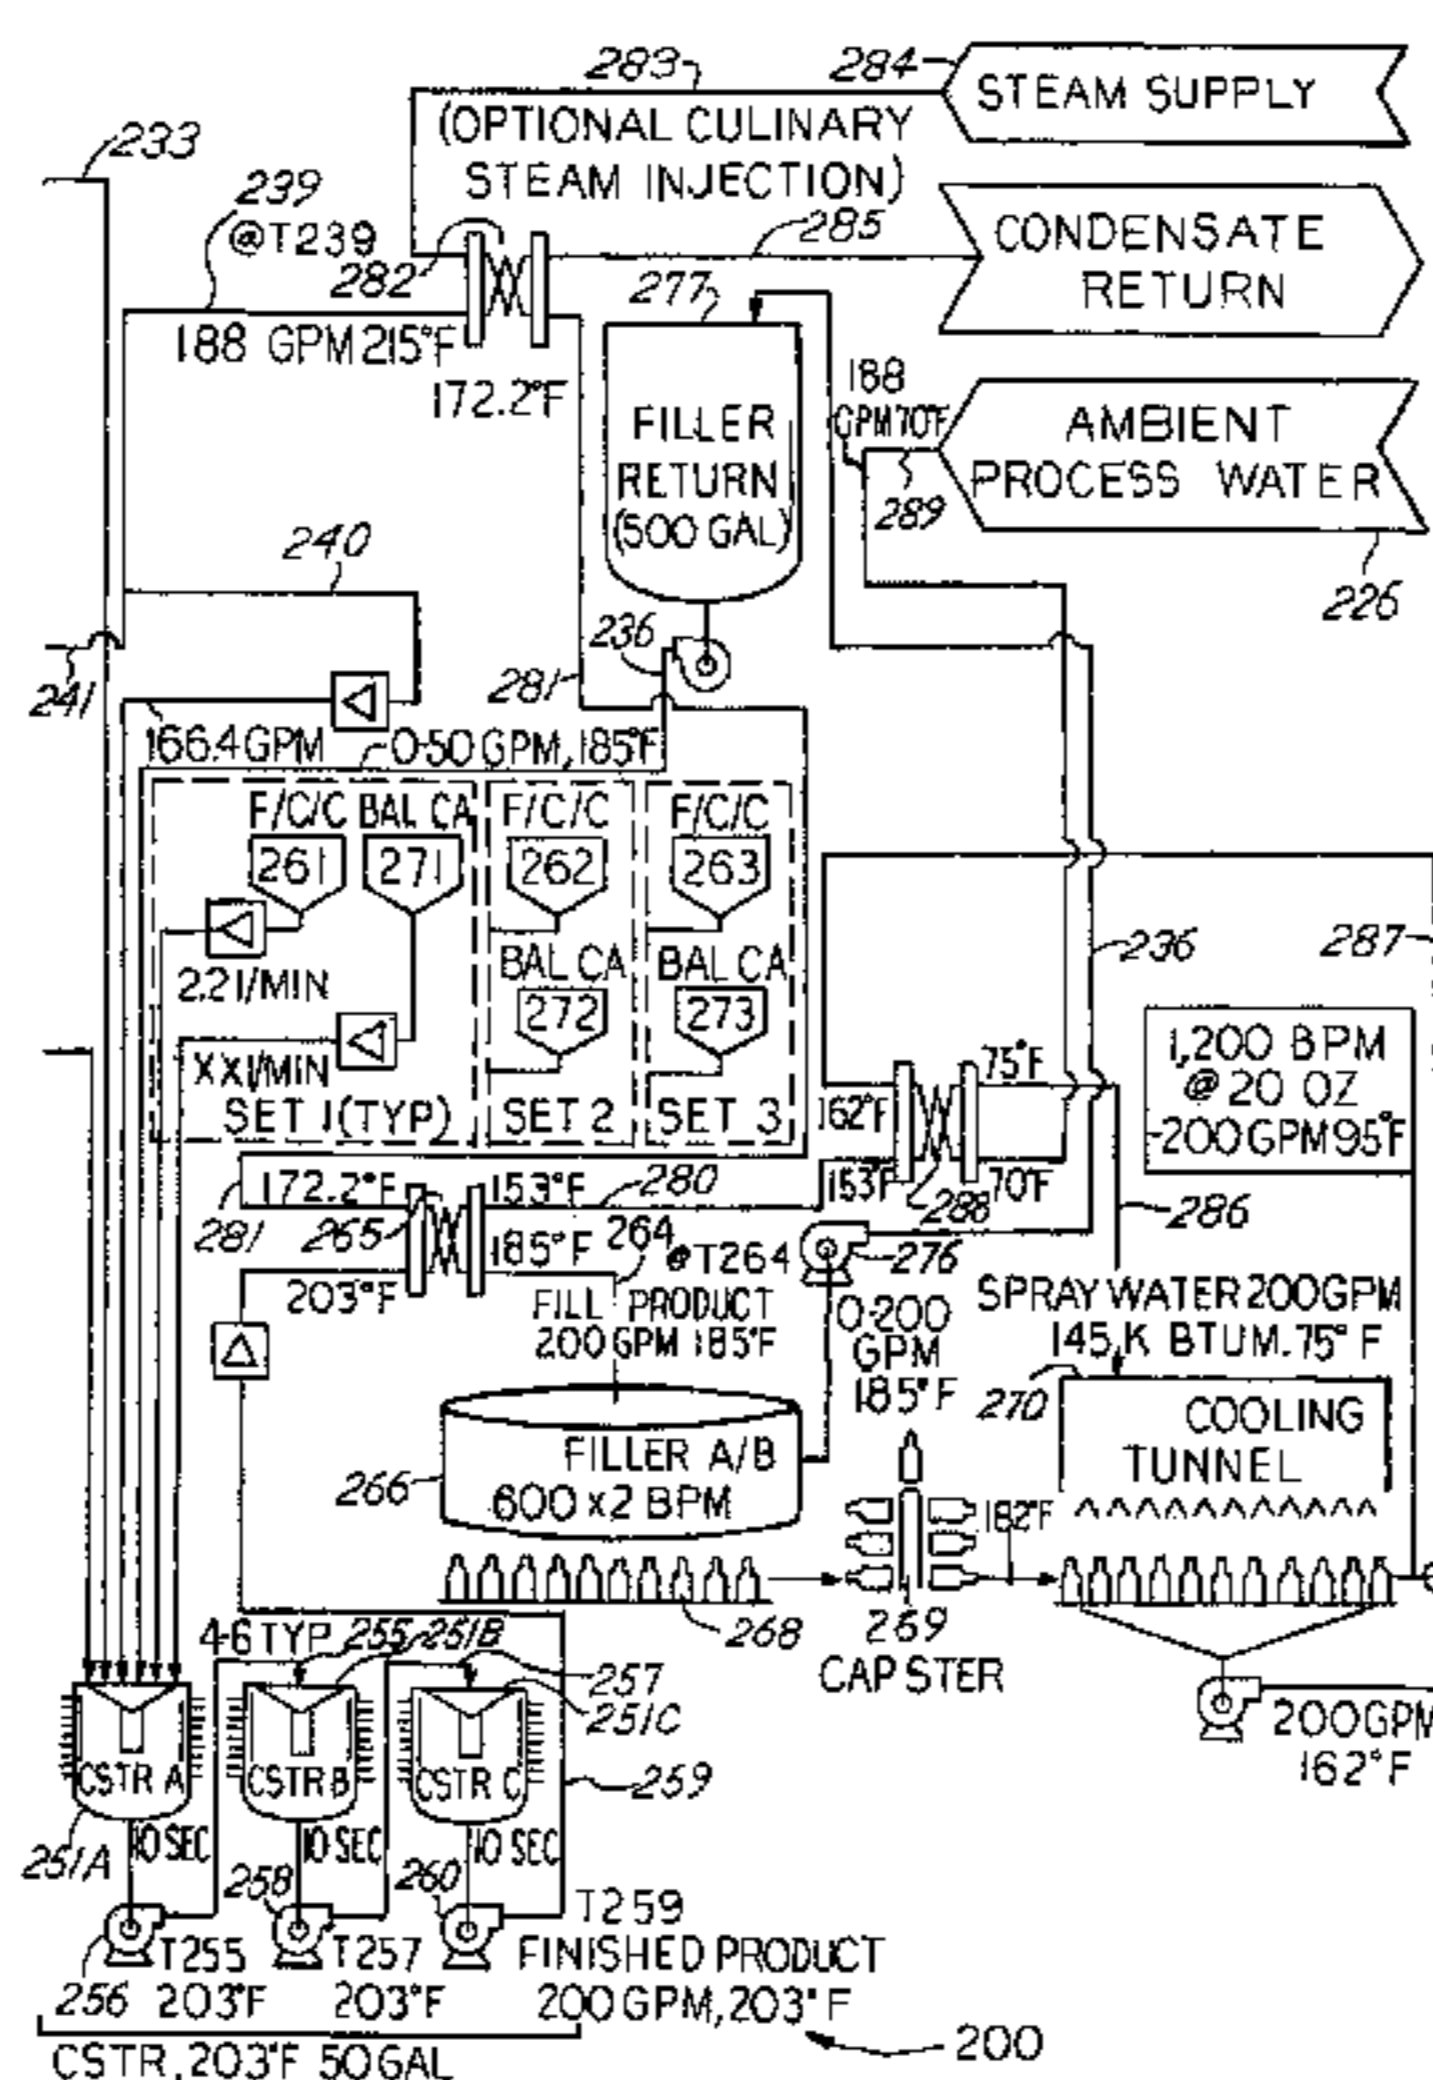 283
284
STEAM SUPPLY
(OPTIONAL CULINARY
STEAM INJECTION)
233
239
@T239
282
285
CONDENSATE
RETURN
277
188 GPM 215°F
172.2°F
188
GPM 70°F
FILLER
RETURN
(500 GAL)
AMBIENT
PROCESS WATER
289
226
240
236
281
241
166.4 GPM
0-50 GPM, 185°F
F/C/C
BAL CA
261
271
2.21/MIN
XX1/MIN
SET 1 (TYP)
F/C/C
262
BAL CA
272
SET 2
F/C/C
263
BAL CA
273
SET 3
236
287
1,200 BPM
@ 20 OZ
-200 GPM 95°F
75°F
162°F
153°F
288
70°F
286
172.2°F
153°F
280
281
265
185°F
264
@T264
276
203°F
FILL PRODUCT
200 GPM 185°F
0-200
GPM
185°F
SPRAY WATER 200GPM
145 K BTUM. 75° F
270
COOLING
TUNNEL
FILLER A/B
600 x 2 BPM
266
182°F
268
269
CAPSTER
4-6 TYP
255
251B
257
251C
259
CSTR A
CSTR B
CSTR C
200GPM
162°F
251A
10 SEC
10 SEC
10 SEC
258
260
T259
256
T255
203°F
T257
203°F
FINISHED PRODUCT
200 GPM, 203°F
CSTR, 203°F 50 GAL
200